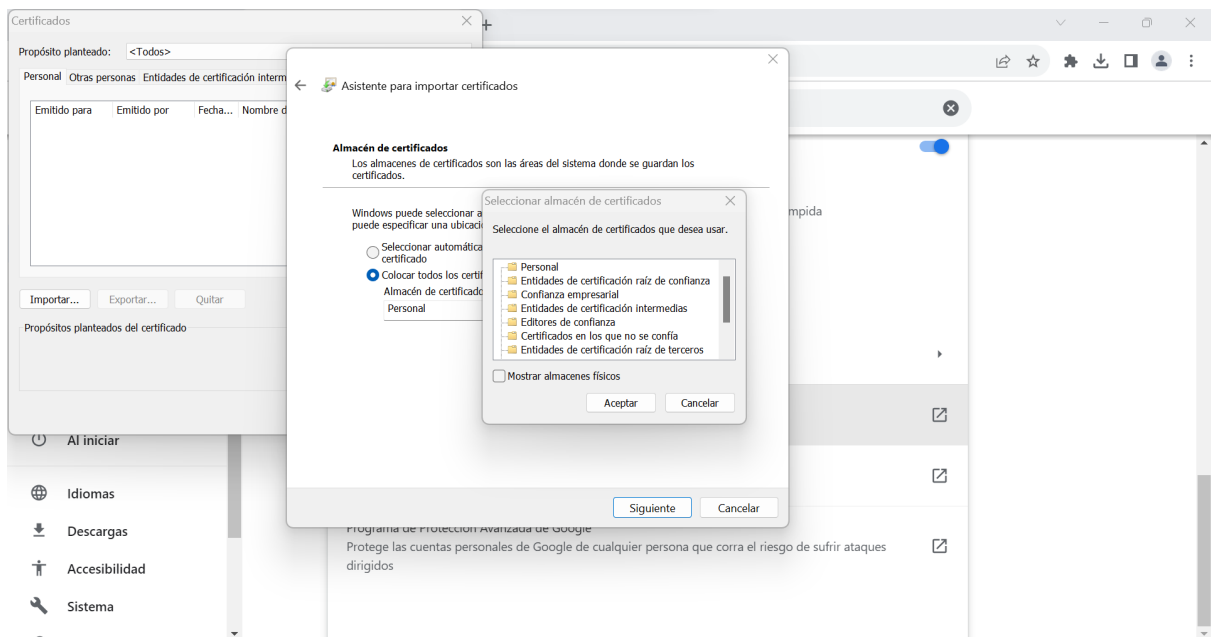 Certificados
Propósito planteado: <Todos>
Personal Otras personas Entidades de certificación interm
Emitido para Emitido por Fecha... Nombre d
Importar... Exportar... Quitar
Propósitos planteados del certificado
Asistente para importar certificados
Almacén de certificados
Los almacenes de certificados son las áreas del sistema donde se guardan los
certificados.
Windows puede seleccionar a
puede especificar una ubicaci
Seleccionar automática
certificado
Colocar todos los certif
Almacén de certificado
Personal
Siguiente Cancelar
Seleccionar almacén de certificados
Seleccione el almacén de certificados que desea usar.
Personal
Entidades de certificación raíz de confianza
Confianza empresarial
Entidades de certificación intermedias
Editores de confianza
Certificados en los que no se confía
Entidades de certificación raíz de terceros
Mostrar almacenes físicos
Aceptar Cancelar
mpida
Al iniciar
Idiomas
Descargas
Accesibilidad
Sistema
Programa de Protección Avanzada de Google
Protege las cuentas personales de Google de cualquier persona que corra el riesgo de sufrir ataques
dirigidos